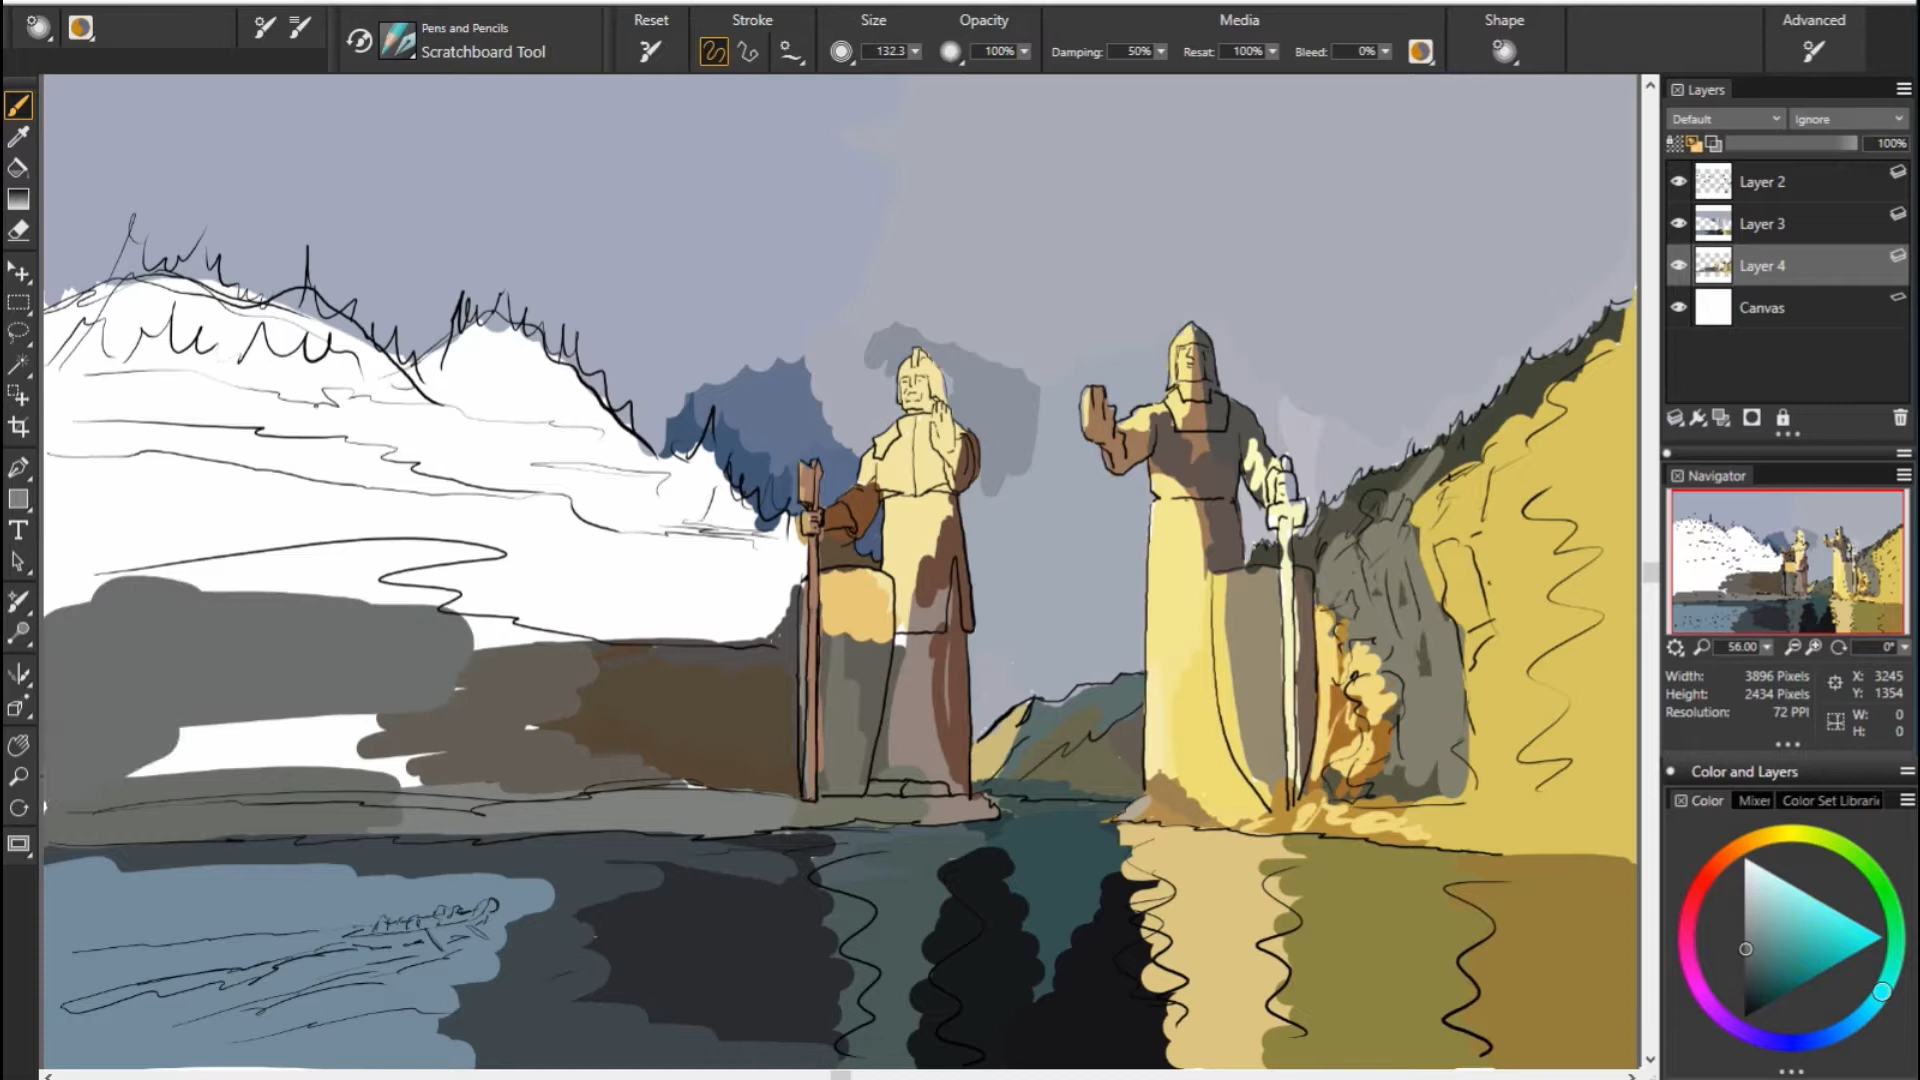 Reset
Stroke
Size
Opacity
Media
Shape
Advanced
Pens and Pencils
Scratchboard Tool
132.3
100%
Damping: 50%
Resat: 100%
Bleed: 0%
Layers
Default
Ignore
100%
Layer 2
Layer 3
Layer 4
Canvas
Navigator
56.00
0°
Width: 3896 Pixels
Height: 2434 Pixels
Resolution: 72 PPI
X: 3245
Y: 1354
W: 0
H: 0
Color and Layers
Color
Mixer
Color Set Librari
T